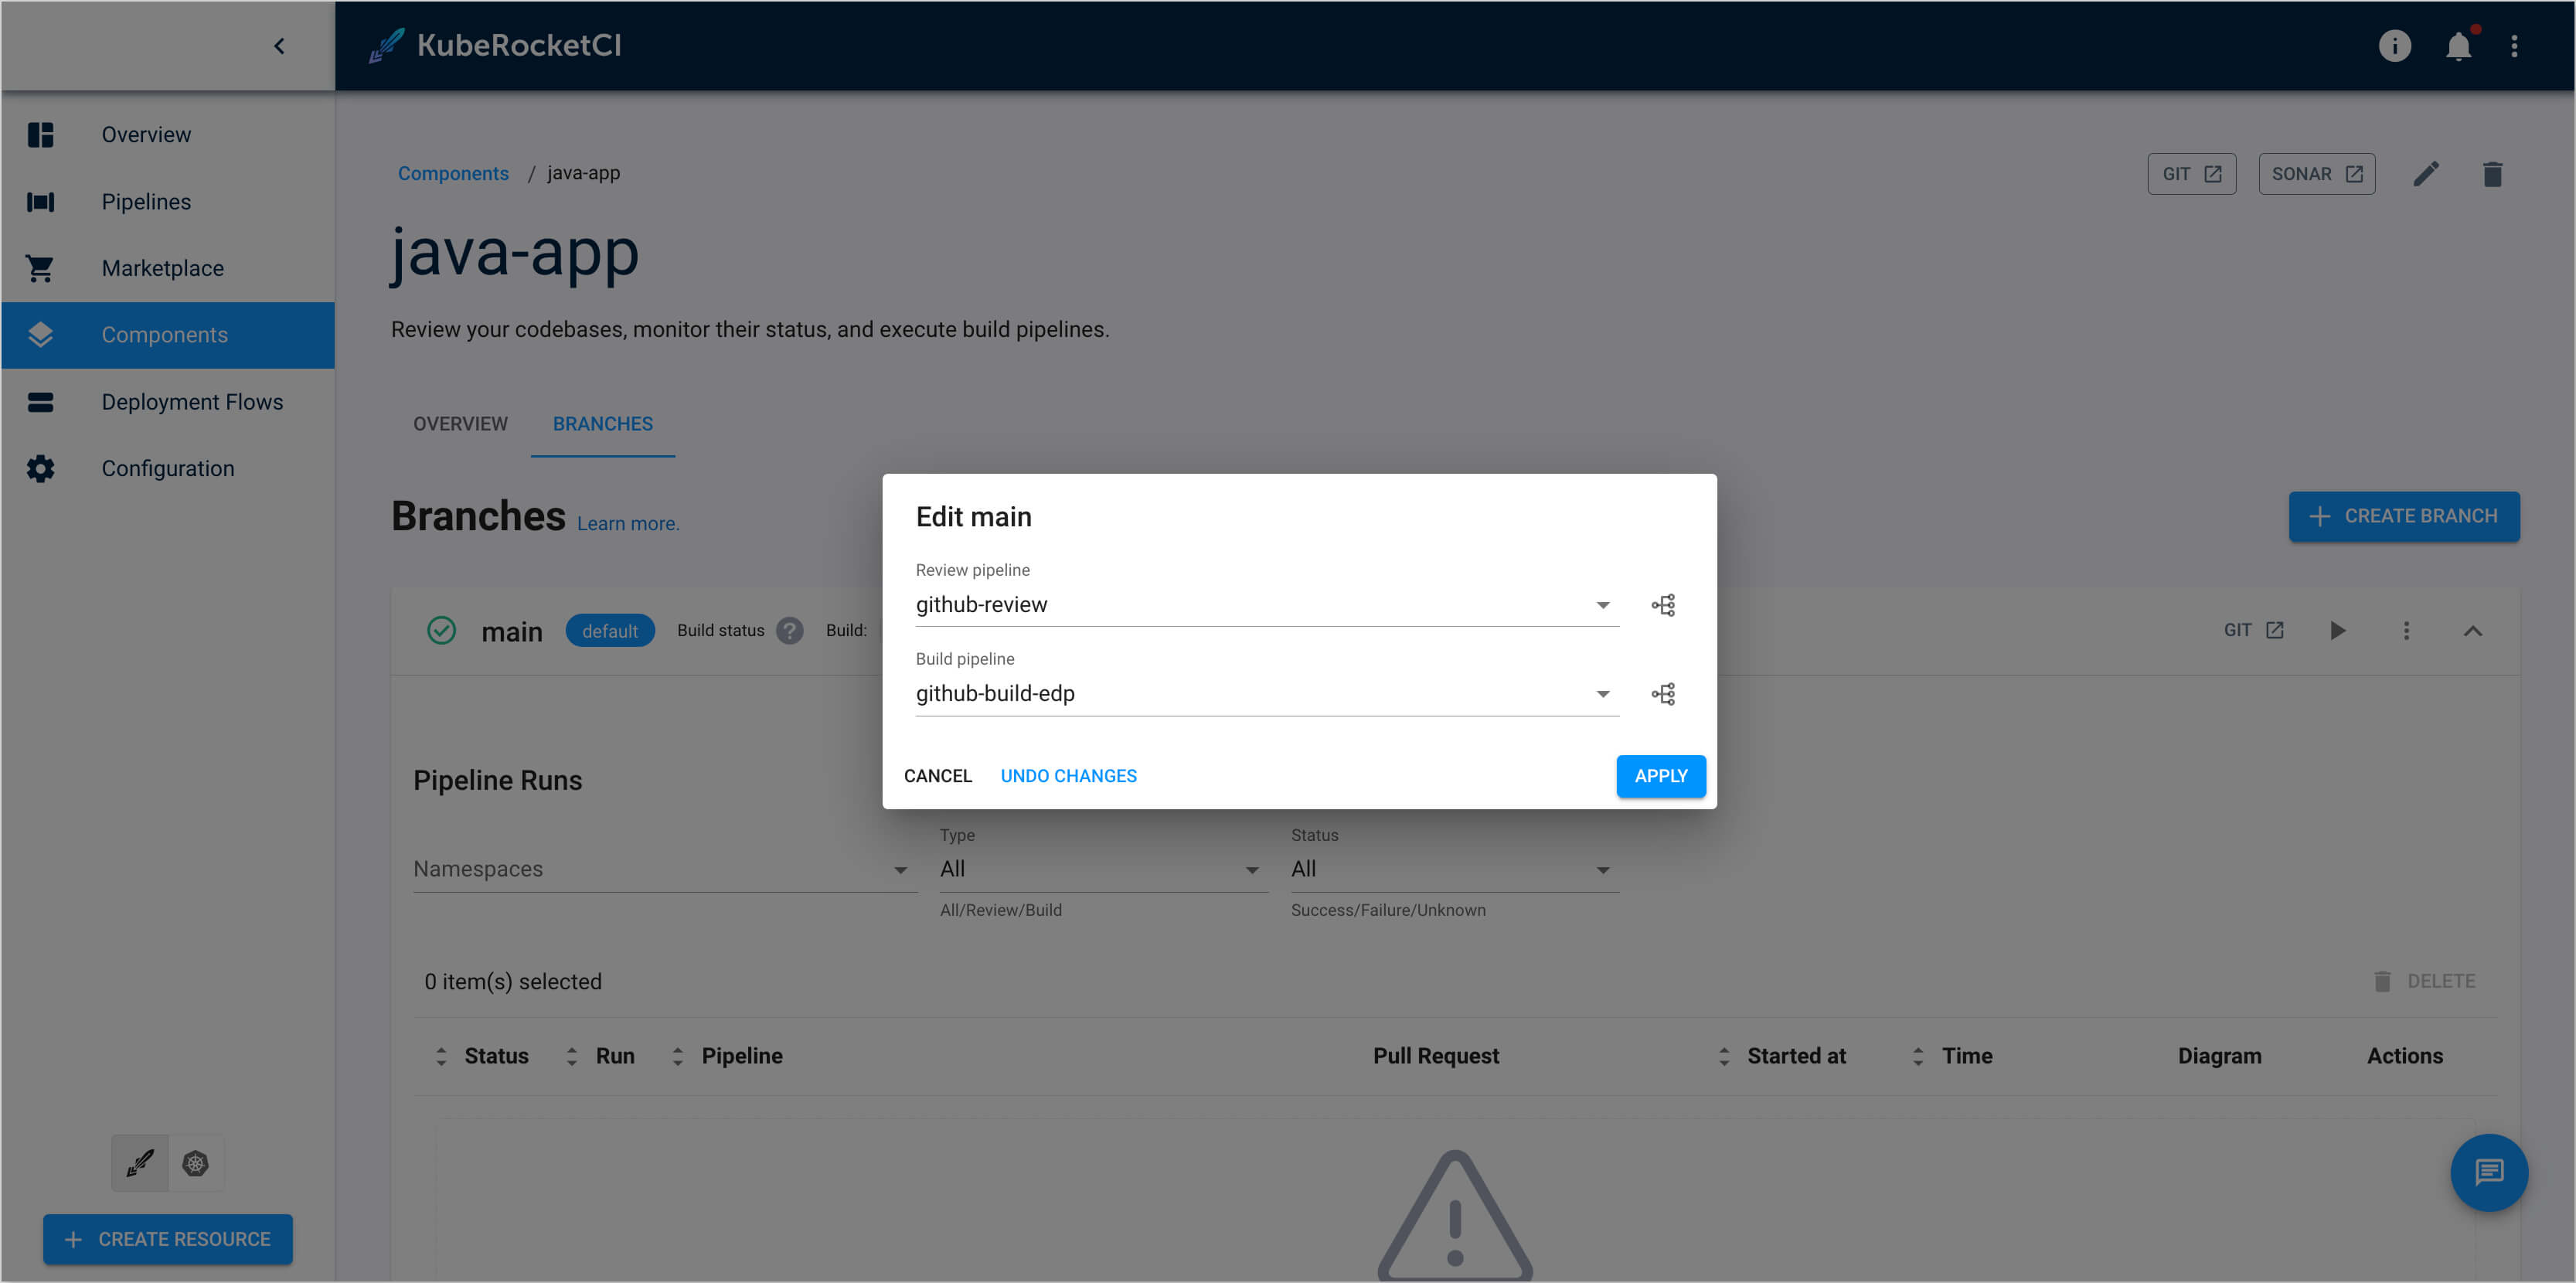 KubeRocketCI
Overview
Pipelines
Marketplace
Components
Deployment Flows
Configuration
CREATE RESOURCE
Components / java-app
GIT
SONAR
java-app
Review your codebases, monitor their status, and execute build pipelines.
OVERVIEW
BRANCHES
Branches Learn more.
CREATE BRANCH
main default Build status ? Build:
GIT
Edit main
Review pipeline
github-review
Build pipeline
github-build-edp
CANCEL
UNDO CHANGES
APPLY
Pipeline Runs
Namespaces
Type
All
All/Review/Build
Status
All
Success/Failure/Unknown
0 item(s) selected
DELETE
Status Run Pipeline Pull Request Started at Time Diagram Actions